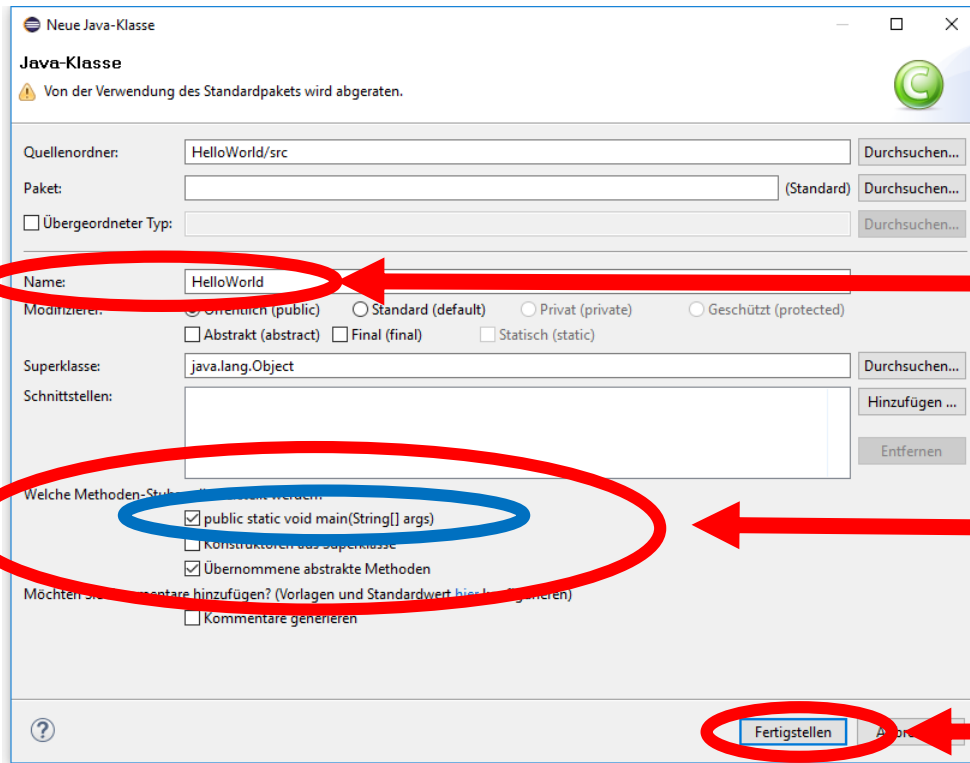 Neue Java-Klasse
Java-Klasse
Von der Verwendung des Standardpakets wird abgeraten.
C
Quellenordner: HelloWorld/src Durchsuchen...
Paket: (Standard) Durchsuchen...
Übergeordneter Typ: Durchsuchen...
Name: HelloWorld
Modifizierer: Öffentlich (public) Standard (default) Privat (private) Geschützt (protected)
Abstrakt (abstract) Final (final) Statisch (static)
Superklasse: java.lang.Object Durchsuchen...
Schnittstellen: Hinzufügen ...
Entfernen
Welche werden?
public static void main(String[] args)
Konstruktoren aus Superklasse
Übernommene abstrakte Methoden
Möchten hinzufügen? (Vorlagen und Standardwert hier
Kommentare generieren
? Fertigstellen